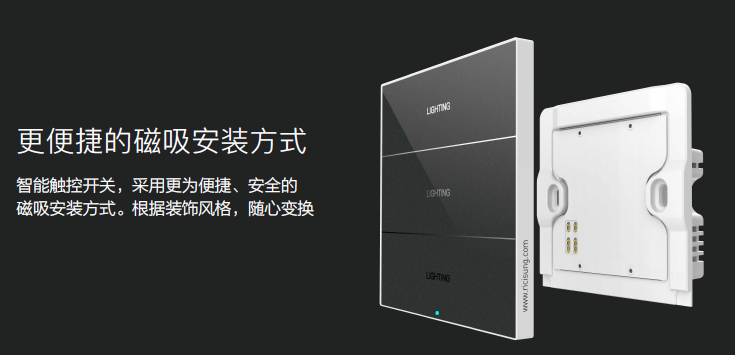 更便捷的磁吸安装方式
智能触控开关，采用更为便捷、安全的
磁吸安装方式。根据装饰风格，随心变换
LIGHTING
LIGHTING
LIGHTING
www.ricisung.com